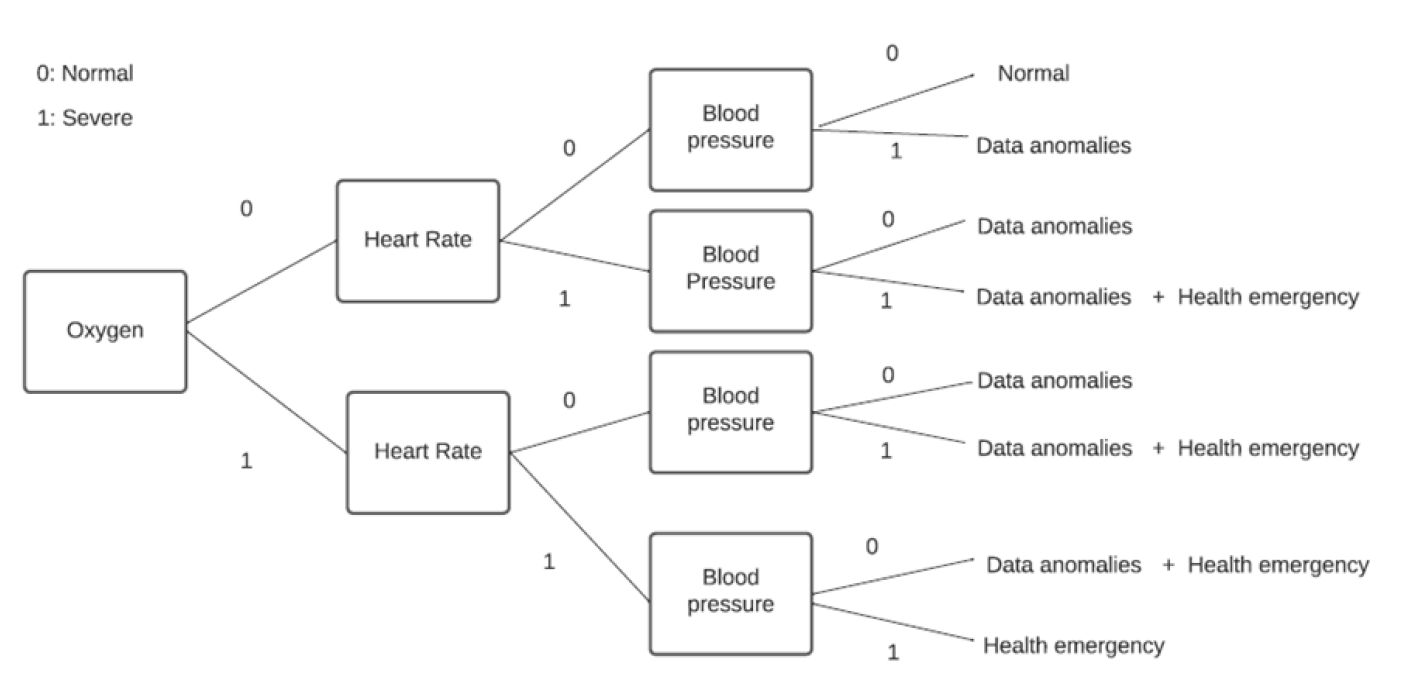 0: Normal
1: Severe
Oxygen
0
1
Heart Rate
0
1
Heart Rate
0
1
Blood
pressure
0
Normal
1
Data anomalies
Blood
Pressure
0
Data anomalies
1
Data anomalies + Health emergency
Blood
pressure
0
Data anomalies
1
Data anomalies + Health emergency
Blood
pressure
0
Data anomalies + Health emergency
1
Health emergency